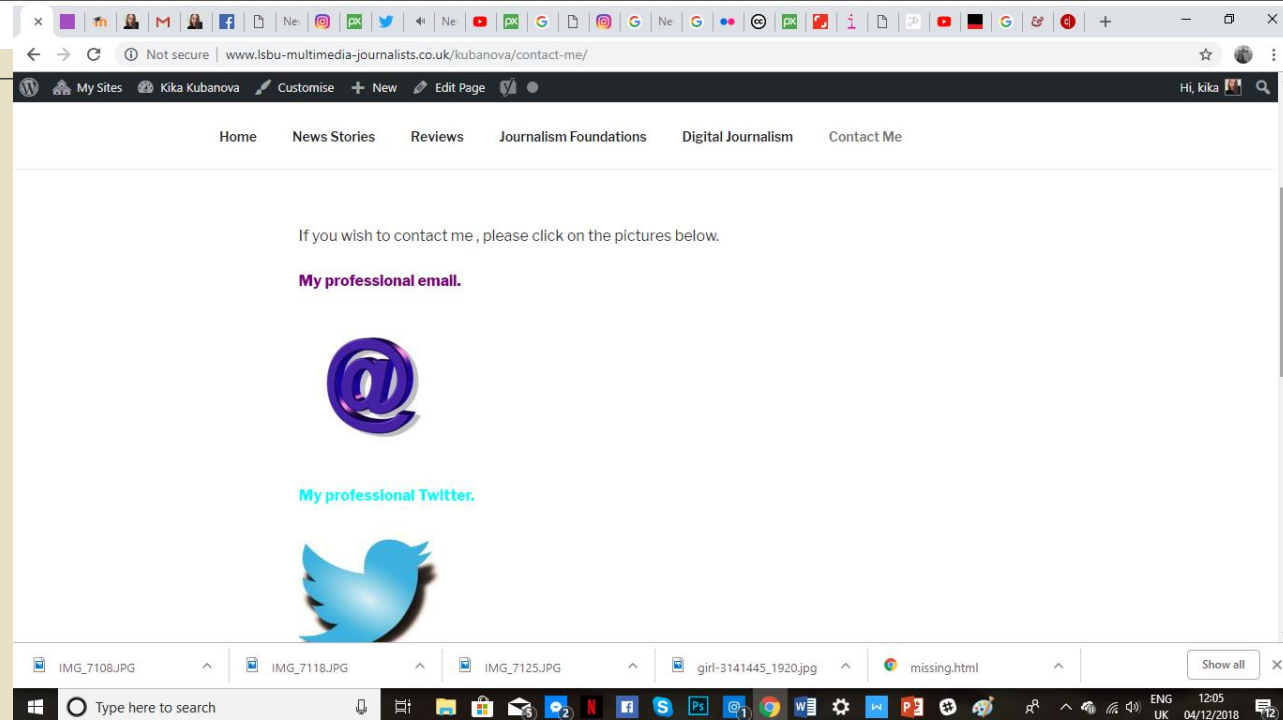 Ne
Ne
Ne
Not secure | www.lsbu-multimedia-journalists.co.uk/kubanova/contact-me/
My Sites Kika Kubanova Customise + New Edit Page Hi, kika
Home News Stories Reviews Journalism Foundations Digital Journalism Contact Me
If you wish to contact me , please click on the pictures below.
My professional email.
@
My professional Twitter.
IMG_7108.JPG IMG_7118.JPG IMG_7125.JPG girl-3141445_1920.jpg missing.html Show all
Type here to search
ENG 12:05
UK 04/12/2018